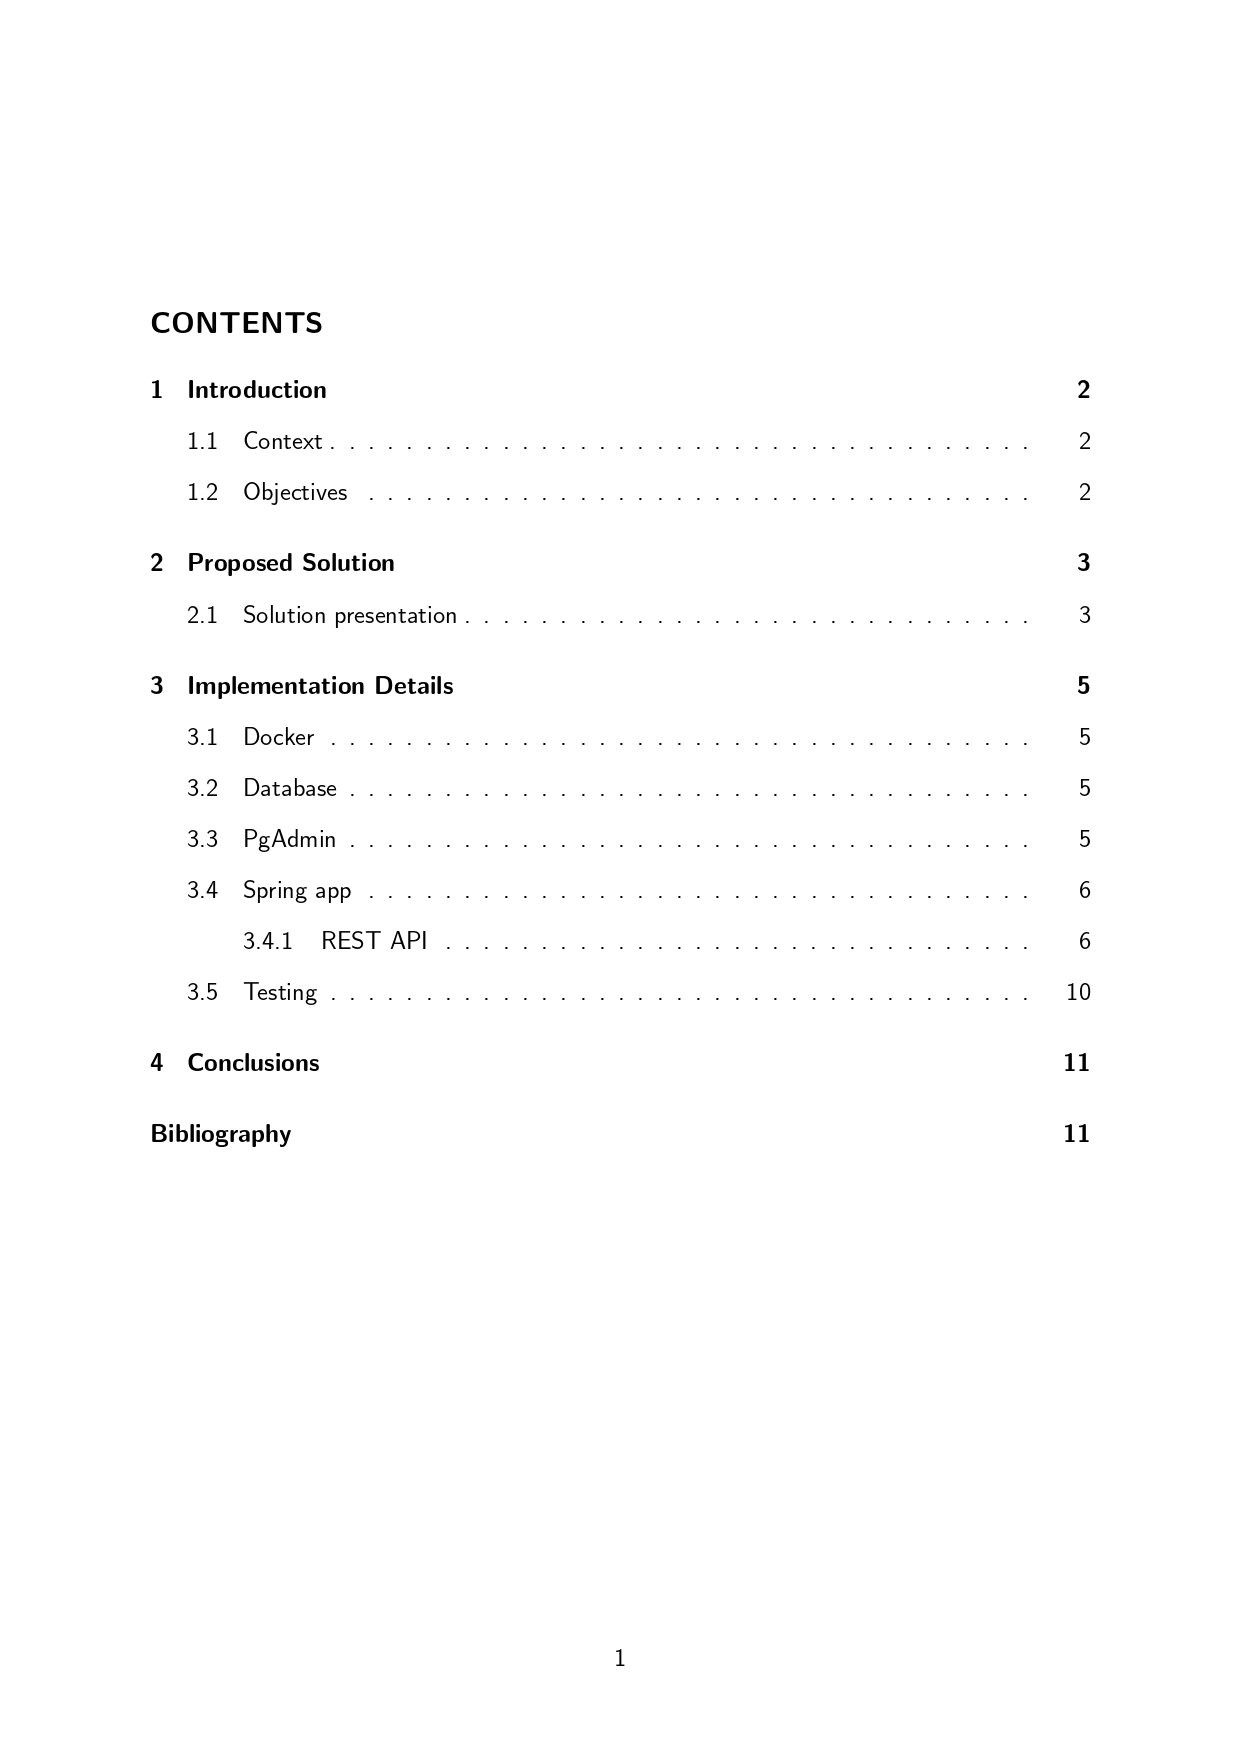 CONTENTS
1 Introduction 2
1.1 Context . . . . . . . . . . . . . . . . . . . . . . . . . . . . . . . . . . . . . 2
1.2 Objectives . . . . . . . . . . . . . . . . . . . . . . . . . . . . . . . . . . . 2
2 Proposed Solution 3
2.1 Solution presentation . . . . . . . . . . . . . . . . . . . . . . . . . . . . . . 3
3 Implementation Details 5
3.1 Docker . . . . . . . . . . . . . . . . . . . . . . . . . . . . . . . . . . . . . 5
3.2 Database . . . . . . . . . . . . . . . . . . . . . . . . . . . . . . . . . . . . 5
3.3 PgAdmin . . . . . . . . . . . . . . . . . . . . . . . . . . . . . . . . . . . . 5
3.4 Spring app . . . . . . . . . . . . . . . . . . . . . . . . . . . . . . . . . . . 6
3.4.1 REST API . . . . . . . . . . . . . . . . . . . . . . . . . . . . . . . 6
3.5 Testing . . . . . . . . . . . . . . . . . . . . . . . . . . . . . . . . . . . . . 10
4 Conclusions 11
Bibliography 11
1